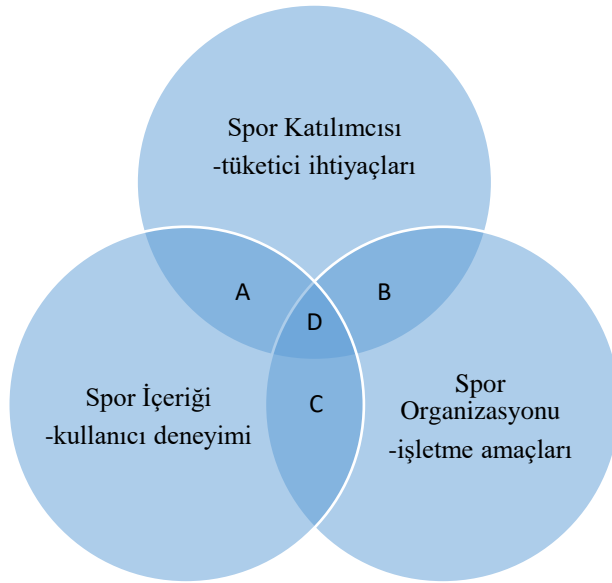 Spor Katılımcısı
-tüketici ihtiyaçları
A
B
D
C
Spor İçeriği
-kullanıcı deneyimi
Spor
Organizasyonu
-işletme amaçları